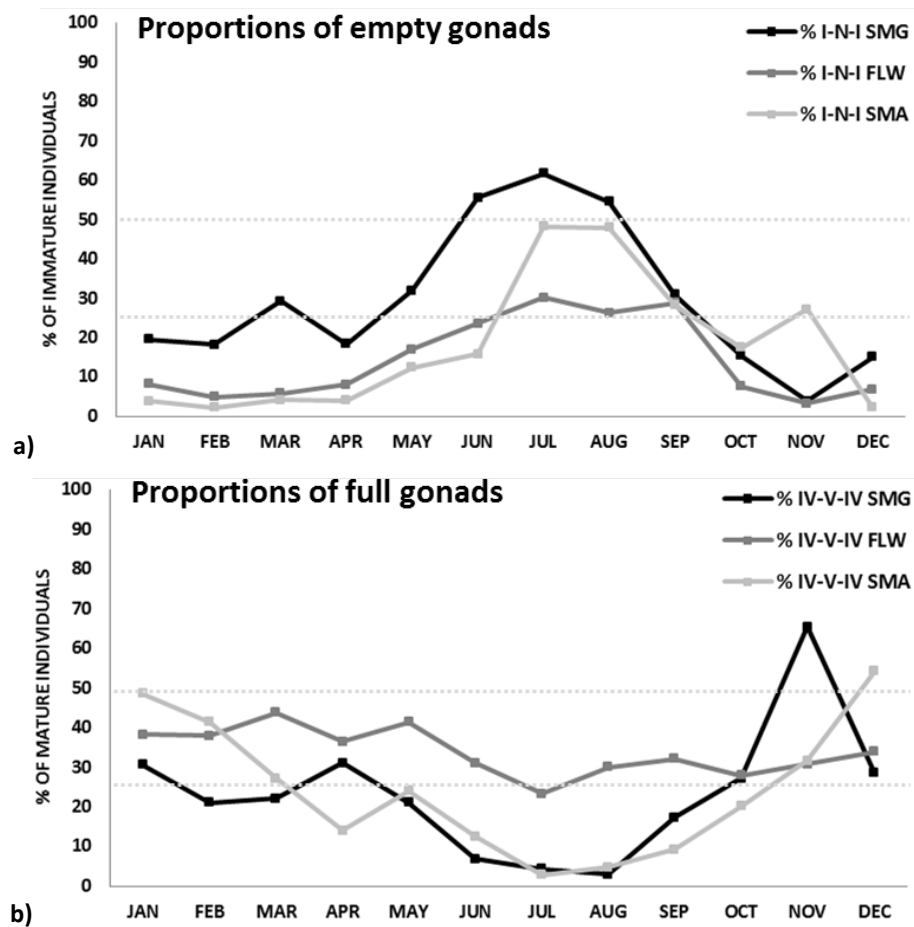 Proportions of empty gonads
% I-N-I SMG
% I-N-I FLW
% I-N-I SMA
% OF IMMATURE INDIVIDUALS
100
90
80
70
60
50
40
30
20
10
0
JAN FEB MAR APR MAY JUN JUL AUG SEP OCT NOV DEC
a)
Proportions of full gonads
% IV-V-IV SMG
% IV-V-IV FLW
% IV-V-IV SMA
% OF MATURE INDIVIDUALS
100
90
80
70
60
50
40
30
20
10
0
JAN FEB MAR APR MAY JUN JUL AUG SEP OCT NOV DEC
b)